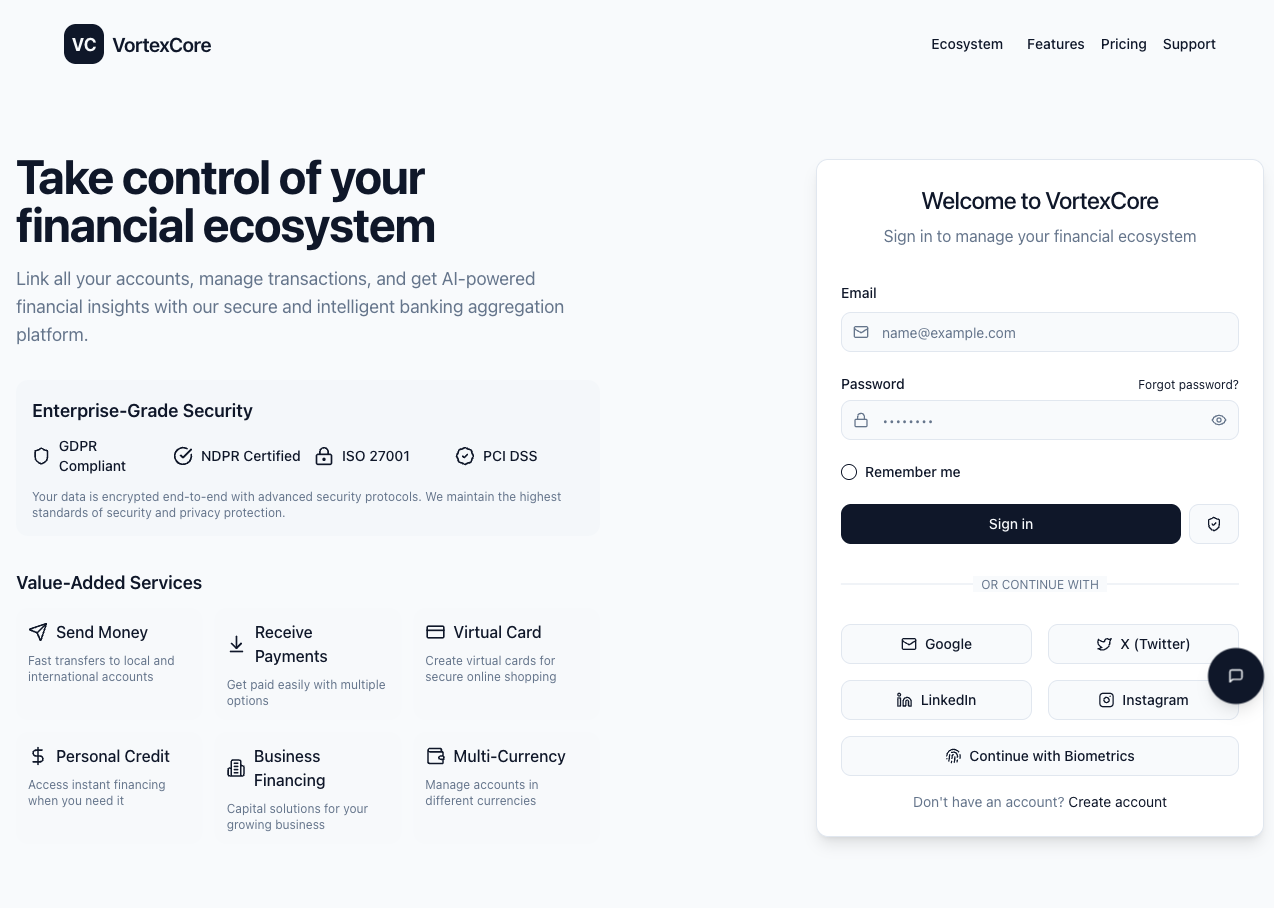 VC VortexCore
Ecosystem Features Pricing Support
Take control of your
financial ecosystem
Link all your accounts, manage transactions, and get AI-powered
financial insights with our secure and intelligent banking aggregation
platform.
Enterprise-Grade Security
GDPR
Compliant
NDPR Certified
ISO 27001
PCI DSS
Your data is encrypted end-to-end with advanced security protocols. We maintain the highest
standards of security and privacy protection.
Value-Added Services
Send Money
Fast transfers to local and
international accounts
Receive
Payments
Get paid easily with multiple
options
Virtual Card
Create virtual cards for
secure online shopping
Personal Credit
Access instant financing
when you need it
Business
Financing
Capital solutions for your
growing business
Multi-Currency
Manage accounts in
different currencies
Welcome to VortexCore
Sign in to manage your financial ecosystem
Email
name@example.com
Password Forgot password?
••••••••
Remember me
Sign in
OR CONTINUE WITH
Google
X (Twitter)
LinkedIn
Instagram
Continue with Biometrics
Don't have an account? Create account